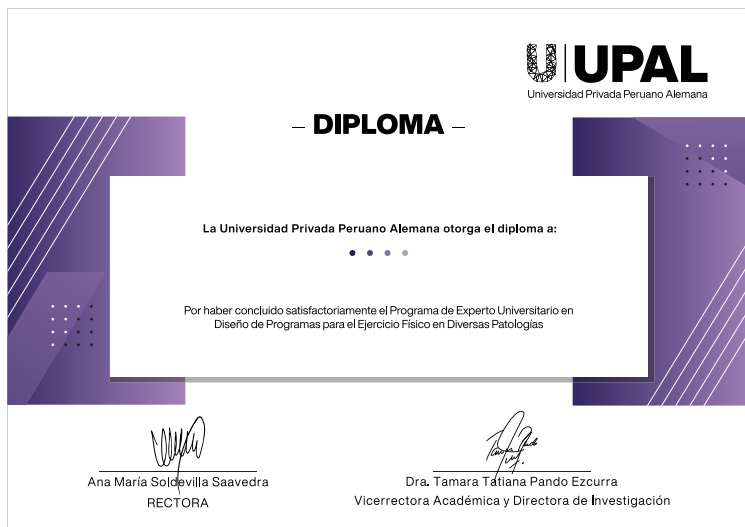 UPAL
Universidad Privada Peruano Alemana
– DIPLOMA –
La Universidad Privada Peruano Alemana otorga el diploma a:
Por haber concluido satisfactoriamente el Programa de Experto Universitario en
Diseño de Programas para el Ejercicio Físico en Diversas Patologías
Ana María Soldevilla Saavedra
RECTORA
Dra. Tamara Tatiana Pando Ezcurra
Vicerrectora Académica y Directora de Investigación